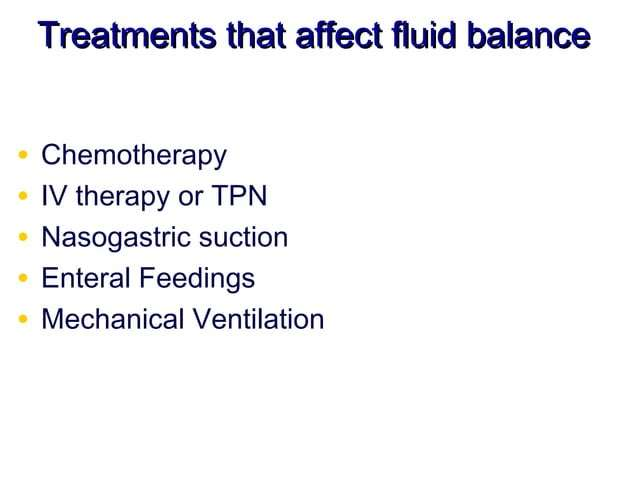 Treatments that affect fluid balance
• Chemotherapy
• IV therapy or TPN
• Nasogastric suction
• Enteral Feedings
• Mechanical Ventilation